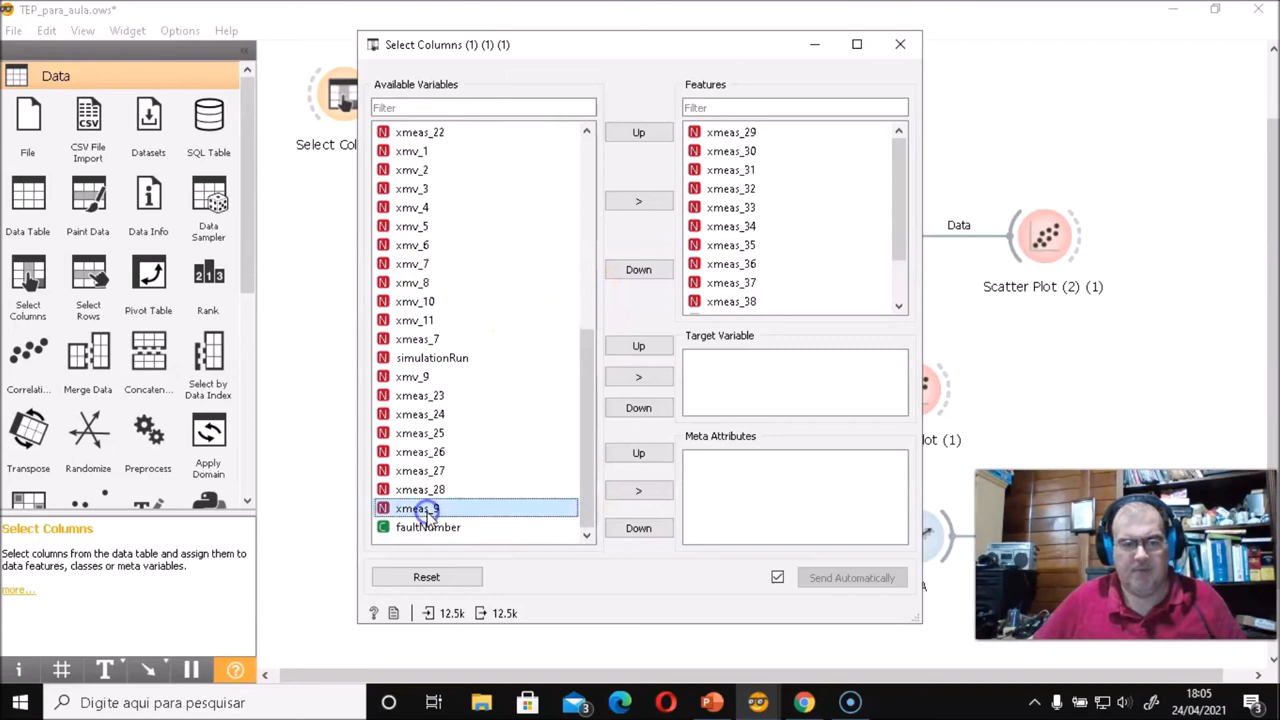 TEP_para_aula.ows*
File Edit View Widget Options Help
Data
File
CSV File Import
Datasets
SQL Table
Data Table
Paint Data
Data Info
Data Sampler
Select Columns
Select Rows
Pivot Table
Rank
Correlati...
Merge Data
Concaten...
Select by Data Index
Transpose
Randomize
Preprocess
Apply Domain
Select Columns
Select columns from the data table and assign them to
data features, classes or meta variables.
more...
Select Col
Select Columns (1) (1) (1)
Available Variables
Filter
xmeas_22
xmv_1
xmv_2
xmv_3
xmv_4
xmv_5
xmv_6
xmv_7
xmv_8
xmv_10
xmv_11
xmeas_7
simulationRun
xmv_9
xmeas_23
xmeas_24
xmeas_25
xmeas_26
xmeas_27
xmeas_28
xmeas_9
faultNumber
Up
>
Down
Up
>
Down
Up
>
Down
Features
Filter
xmeas_29
xmeas_30
xmeas_31
xmeas_32
xmeas_33
xmeas_34
xmeas_35
xmeas_36
xmeas_37
xmeas_38
Target Variable
Meta Attributes
Reset
Send Automatically
12.5k
12.5k
Data
Scatter Plot (2) (1)
lot (1)
A
Digite aqui para pesquisar
3
18:05
24/04/2021
3